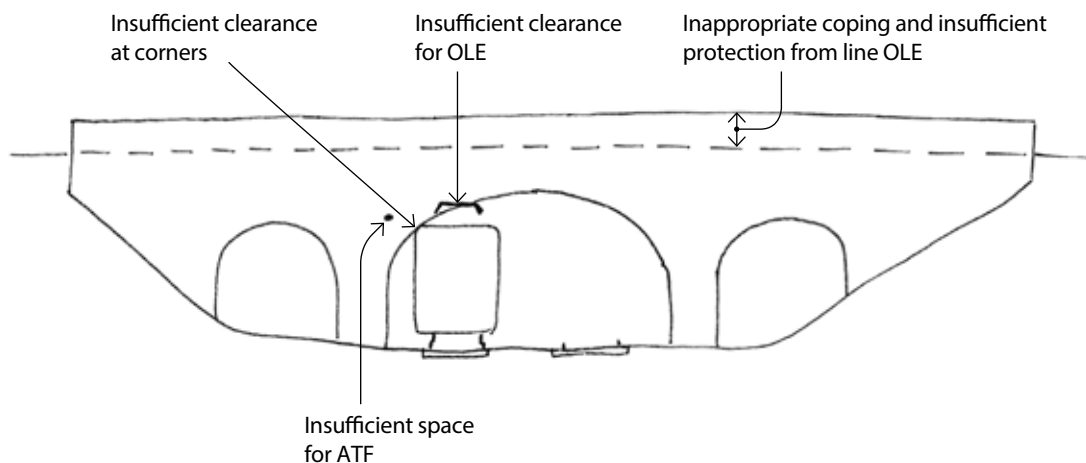 Insufficient clearance
at corners
Insufficient clearance
for OLE
Inappropriate coping and insufficient
protection from line OLE
Insufficient space
for ATF